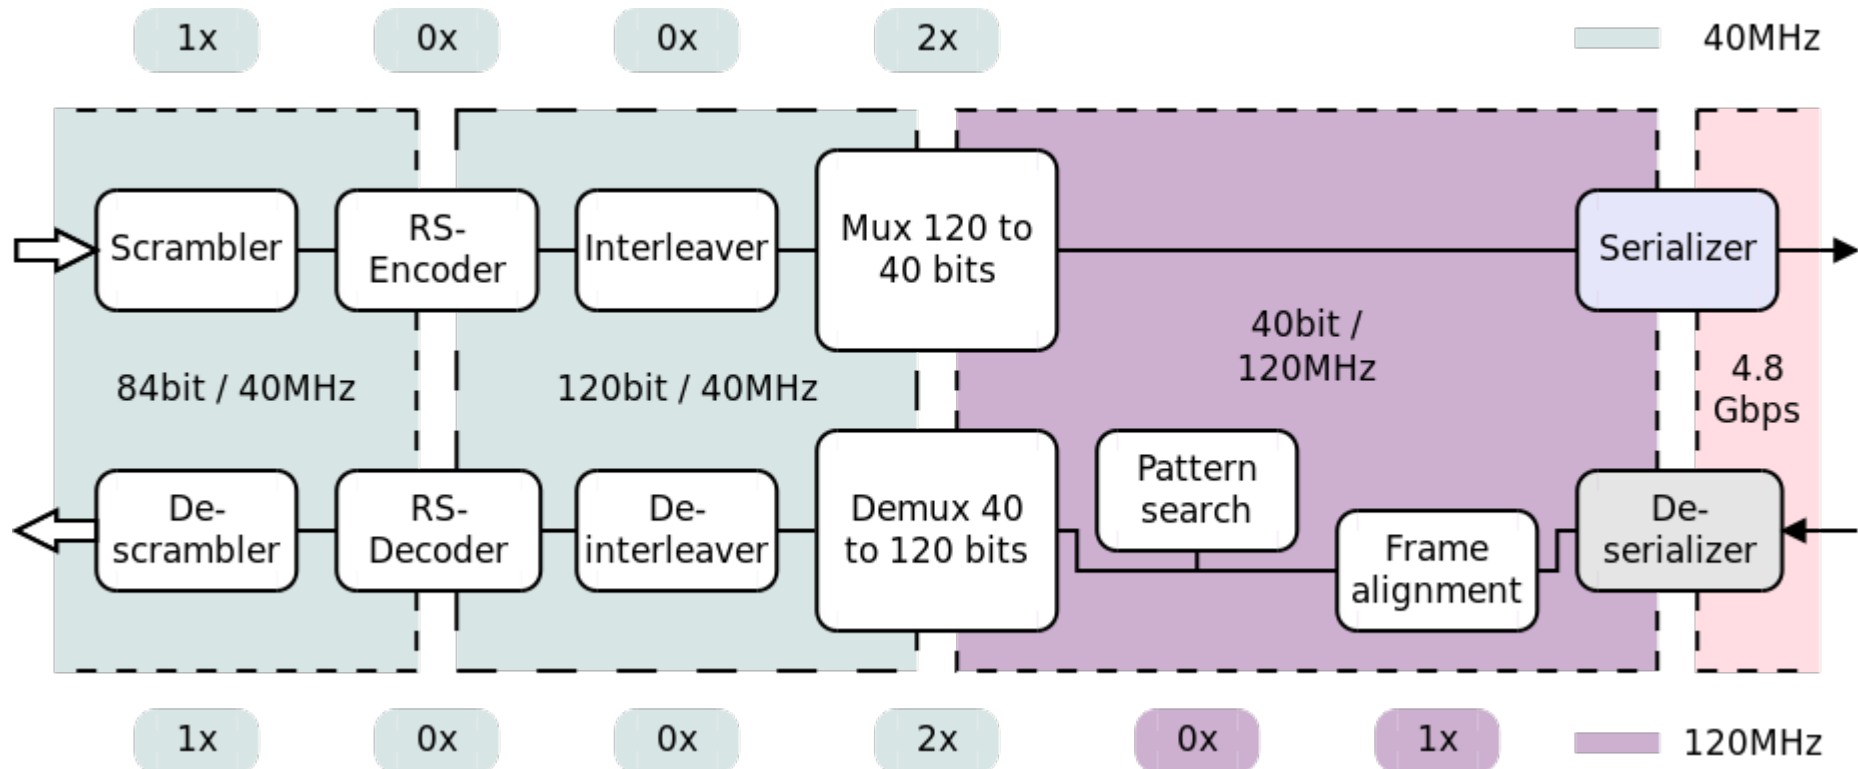 1x
0x
0x
2x
40MHz
Scrambler
RS-
Encoder
Interleaver
Mux 120 to
40 bits
Serializer
84bit / 40MHz
120bit / 40MHz
40bit /
120MHz
4.8
Gbps
De-
scrambler
RS-
Decoder
De-
interleaver
Demux 40
to 120 bits
Pattern
search
Frame
alignment
De-
serializer
1x
0x
0x
2x
0x
1x
120MHz